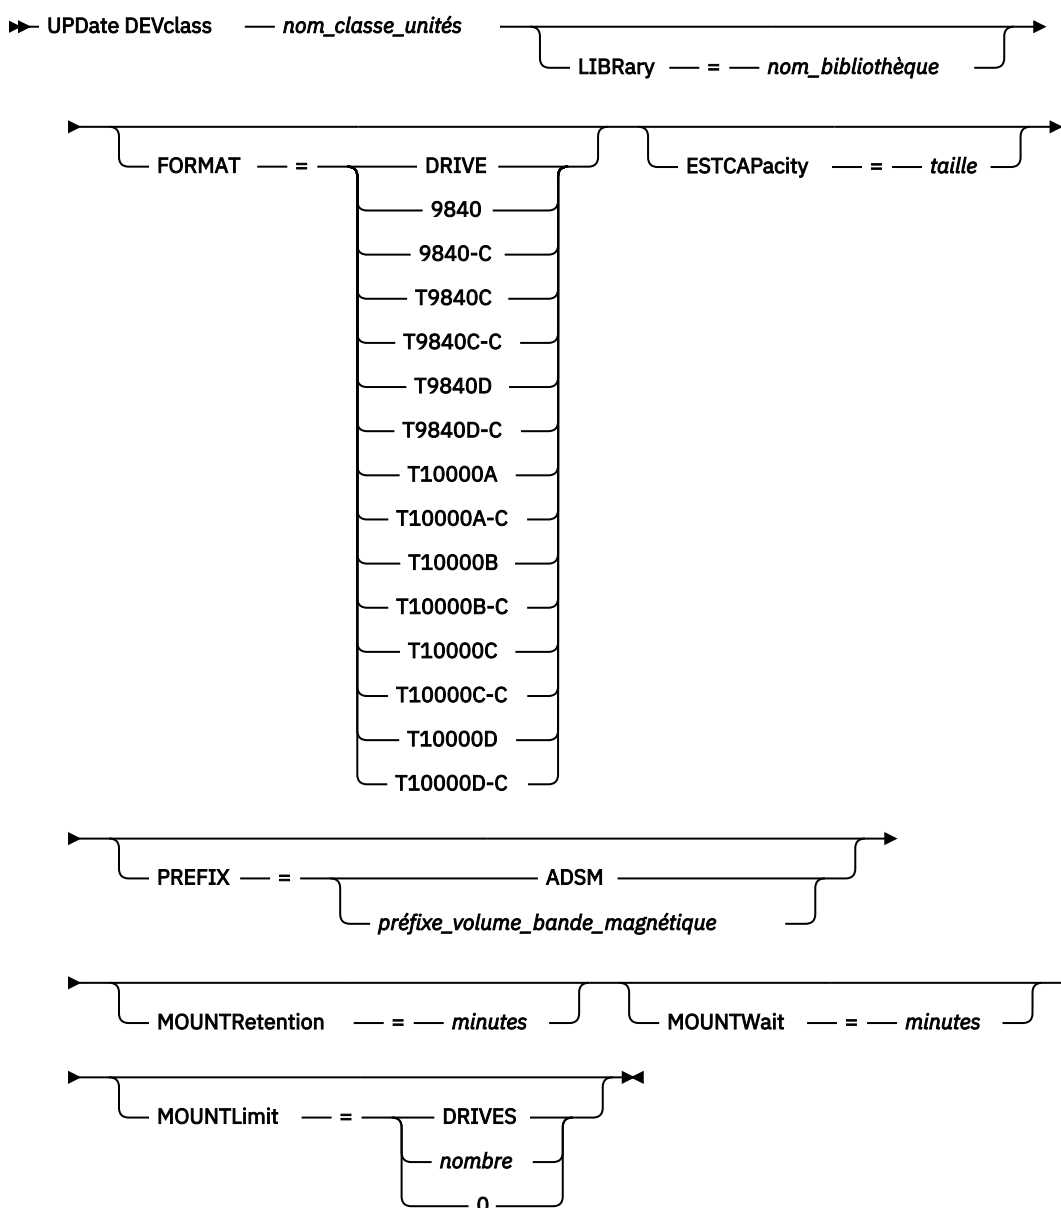 UPDate DEVclass nom_classe_unités
LIBRary = nom_bibliothèque
FORMAT = DRIVE
9840
9840-C
T9840C
T9840C-C
T9840D
T9840D-C
T10000A
T10000A-C
T10000B
T10000B-C
T10000C
T10000C-C
T10000D
T10000D-C
ESTCAPacity = taille
PREFIX = ADSM
préfixe_volume_bande_magnétique
MOUNTRetention = minutes
MOUNTWait = minutes
MOUNTLimit = DRIVES
nombre
0